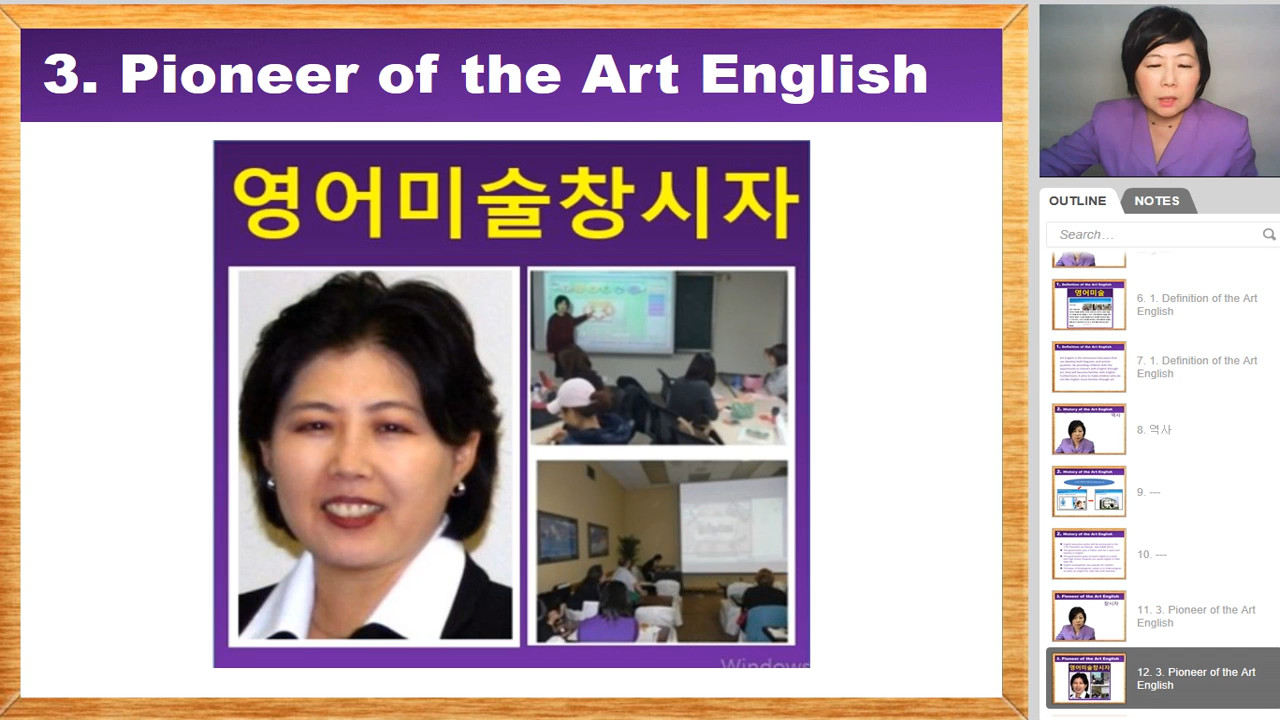 3. Pioneer of the Art English
영어미술창시자
Windows
OUTLINE
NOTES
Search...
6. 1. Definition of the Art
English
7. 1. Definition of the Art
English
8. 역사
9. ---
10. ---
11. 3. Pioneer of the Art
English
12. 3. Pioneer of the Art
English